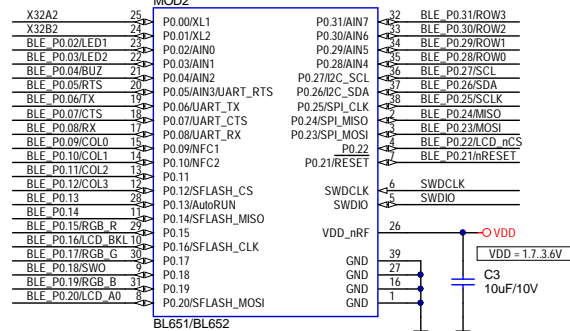 MOD2
X32A2 25 P0.00/XL1 P0.31/AIN7 32 BLE_P0.31/ROW3
X32B2 24 P0.01/XL2 P0.30/AIN6 33 BLE_P0.30/ROW2
BLE_P0.02/LED1 23 P0.02/AIN0 P0.29/AIN5 34 BLE_P0.29/ROW1
BLE_P0.03/LED2 22 P0.03/AIN1 P0.28/AIN4 35 BLE_P0.28/ROW0
BLE_P0.04/BUZ 21 P0.04/AIN2 P0.27/I2C_SCL 36 BLE_P0.27/SCL
BLE_P0.05/RTS 20 P0.05/AIN3/UART_RTS P0.26/I2C_SDA 37 BLE_P0.26/SDA
BLE_P0.06/TX 19 P0.06/UART_TX P0.25/SPI_CLK 38 BLE_P0.25/SCLK
BLE_P0.07/CTS 18 P0.07/UART_CTS P0.24/SPI_MISO 2 BLE_P0.24/MISO
BLE_P0.08/RX 17 P0.08/UART_RX P0.23/SPI_MOSI 3 BLE_P0.23/MOSI
BLE_P0.09/COL0 15 P0.09/NFC1 P0.22 4 BLE_P0.22/LCD_nCS
BLE_P0.10/COL1 14 P0.10/NFC2 P0.21/RESET 7 BLE_P0.21/nRESET
BLE_P0.11/COL2 13 P0.11
BLE_P0.12/COL3 12 P0.12/SFLASH_CS SWDCLK 6 SWDCLK
BLE_P0.13 28 P0.13/AutoRUN SWDIO 5 SWDIO
BLE_P0.14 11 P0.14/SFLASH_MISO
BLE_P0.15/RGB_R 29 P0.15 VDD_nRF 26 VDD
BLE_P0.16/LCD_BKL 10 P0.16/SFLASH_CLK
BLE_P0.17/RGB_G 30 P0.17 GND 39 VDD = 1.7..3.6V
BLE_P0.18/SWO 9 P0.18 GND 27 C3
BLE_P0.19/RGB_B 31 P0.19 GND 16 10uF/10V
BLE_P0.20/LCD_A0 8 P0.20/SFLASH_MOSI GND 1
BL651/BL652